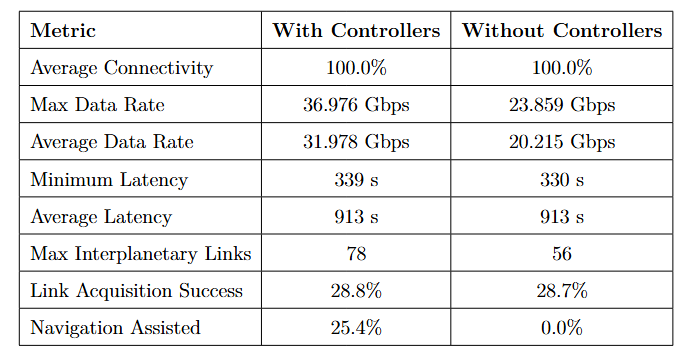 Metric With Controllers Without Controllers
Average Connectivity 100.0% 100.0%
Max Data Rate 36.976 Gbps 23.859 Gbps
Average Data Rate 31.978 Gbps 20.215 Gbps
Minimum Latency 339 s 330 s
Average Latency 913 s 913 s
Max Interplanetary Links 78 56
Link Acquisition Success 28.8% 28.7%
Navigation Assisted 25.4% 0.0%